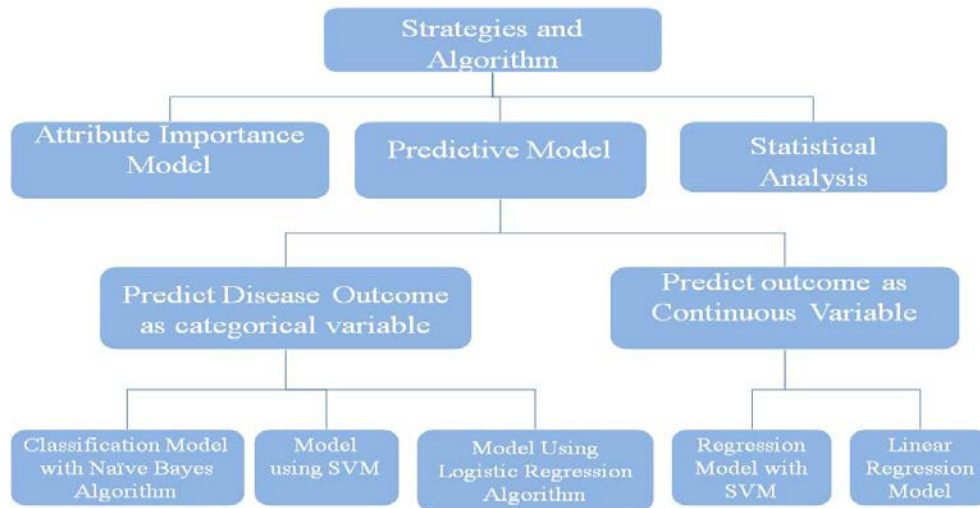 Strategies and
Algorithm
Attribute Importance
Model
Predictive Model
Statistical
Analysis
Predict Disease Outcome
as categorical variable
Predict outcome as
Continuous Variable
Classification Model
with Naïve Bayes
Algorithm
Model
using SVM
Model Using
Logistic Regression
Algorithm
Regression
Model with
SVM
Linear
Regression
Model